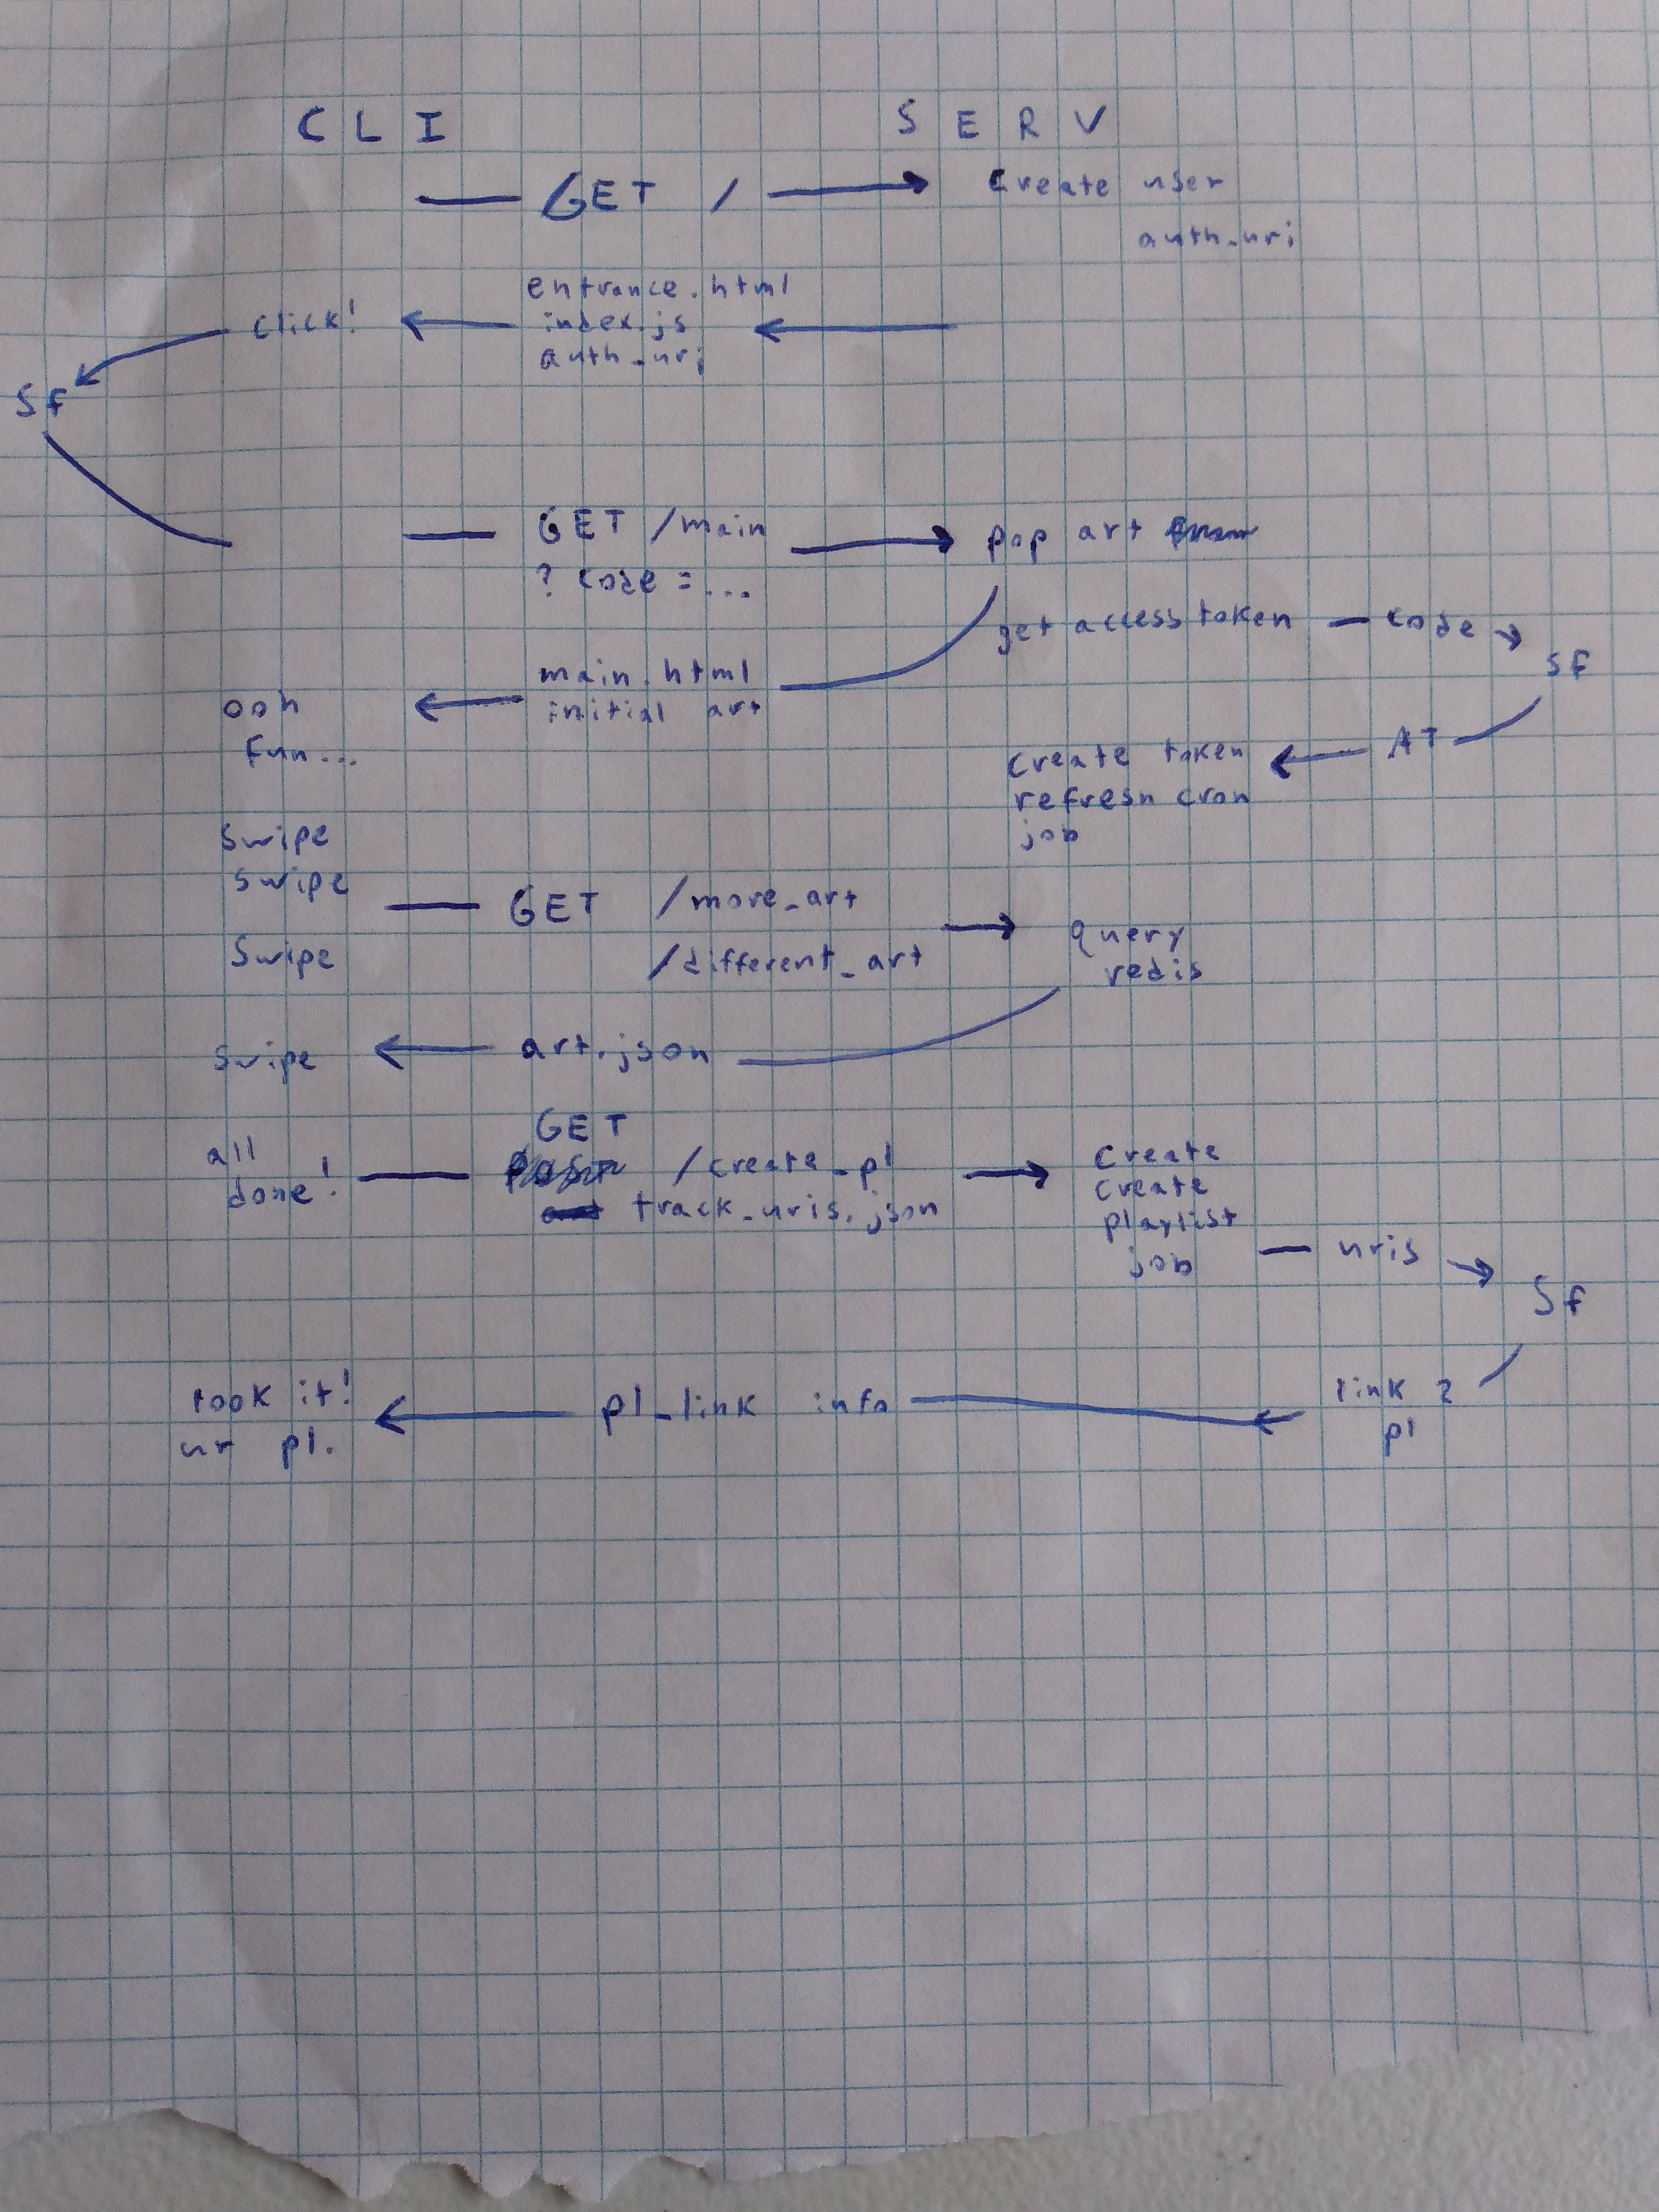 CLI SERV
GET / create user
auth_uri
entrance.html
click! index.js
auth_uri
Sf
GET /main pop art
? code = ...
get access token code
sf
main.html
ooh initial art
fun... AT
create token
refresh cron
job
swipe
swipe
GET /more_art
query
swipe /different_art redis
swipe art.json
GET
all /create_pl create
done! track_uris.json create
playlist
job uris
Sf
look it! pl_link info link 2
ur pl. pl